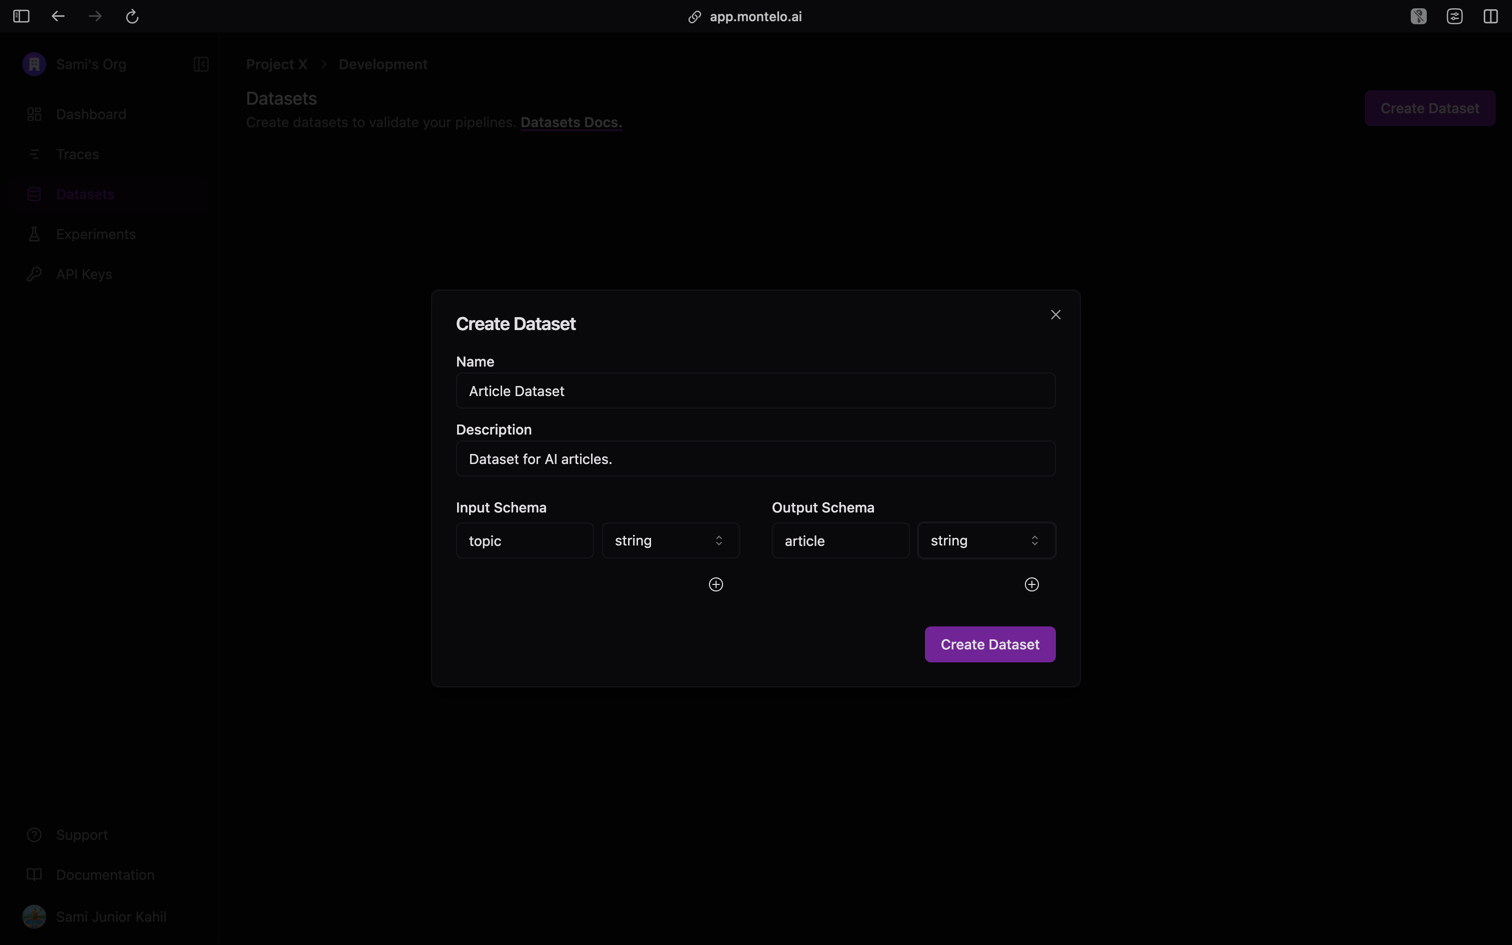 app.montelo.ai
Sami's Org
Project X > Development
Datasets
Create datasets to validate your pipelines. Datasets Docs.
Create Dataset
Dashboard
Traces
Datasets
Experiments
API Keys
Create Dataset
Name
Article Dataset
Description
Dataset for AI articles.
Input Schema
Output Schema
topic
string
article
string
Create Dataset
Support
Documentation
Sami Junior Kahil